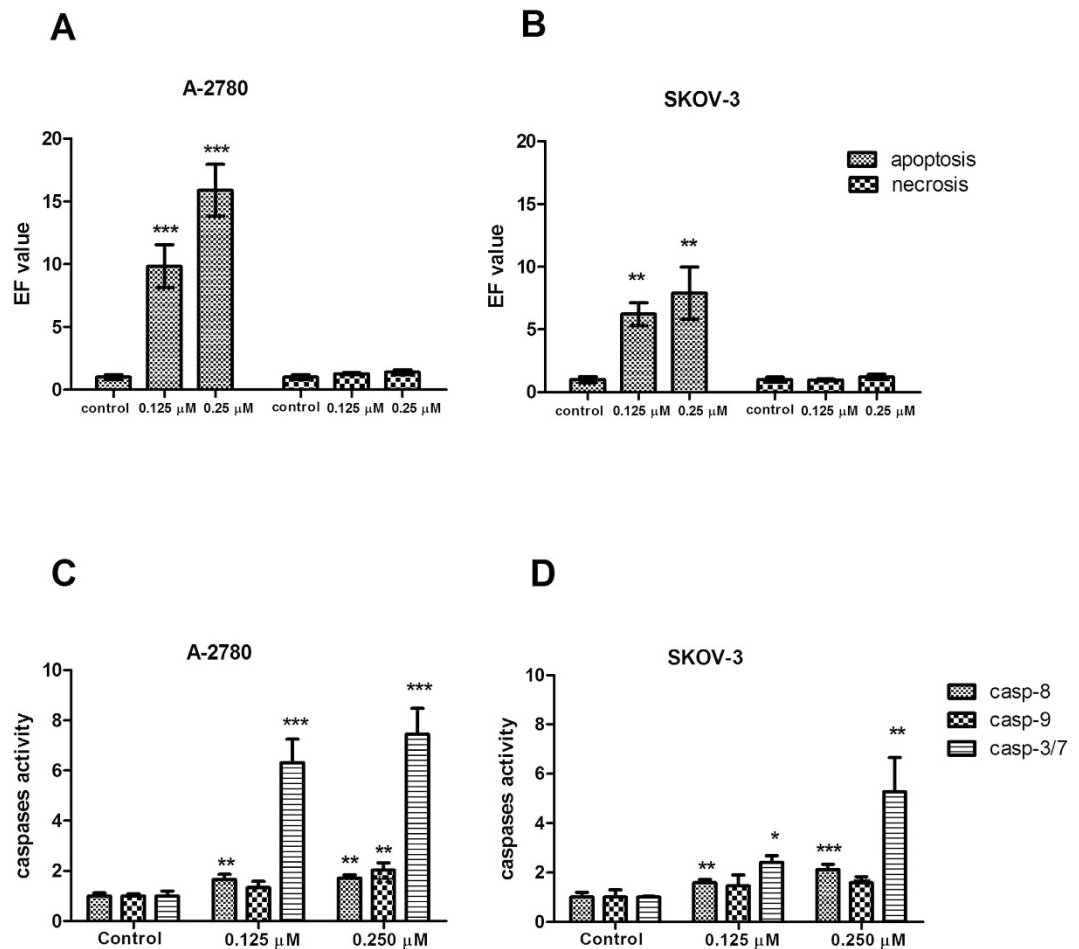 A
B
A-2780
SKOV-3
EF value
20
15
10
5
0
***
***
control
0.125 μM
0.25 μM
control
0.125 μM
0.25 μM
EF value
20
15
10
5
0
**
**
control
0.125 μM
0.25 μM
control
0.125 μM
0.25 μM
apoptosis
necrosis
C
D
A-2780
SKOV-3
caspases activity
10
8
6
4
2
0
**
***
**
**
***
Control
0.125 μM
0.250 μM
caspases activity
10
8
6
4
2
0
**
*
***
**
Control
0.125 μM
0.250 μM
casp-8
casp-9
casp-3/7